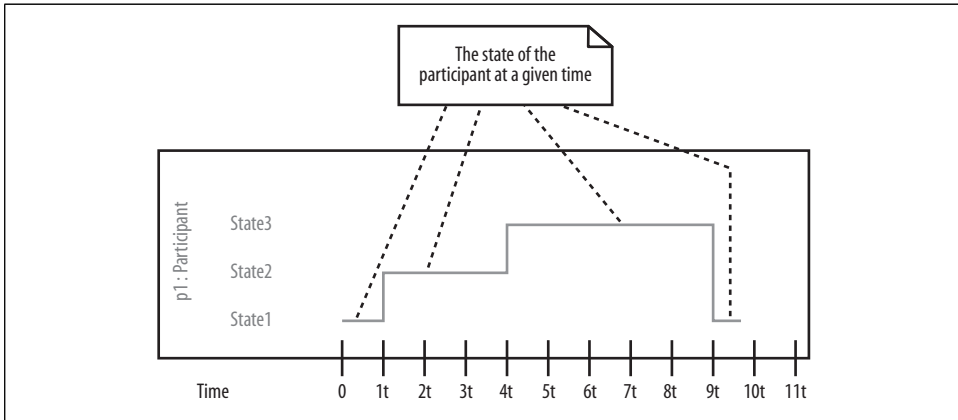 The state of the
participant at a given time
p1 : Participant
State3
State2
State1
Time 0 1t 2t 3t 4t 5t 6t 7t 8t 9t 10t 11t